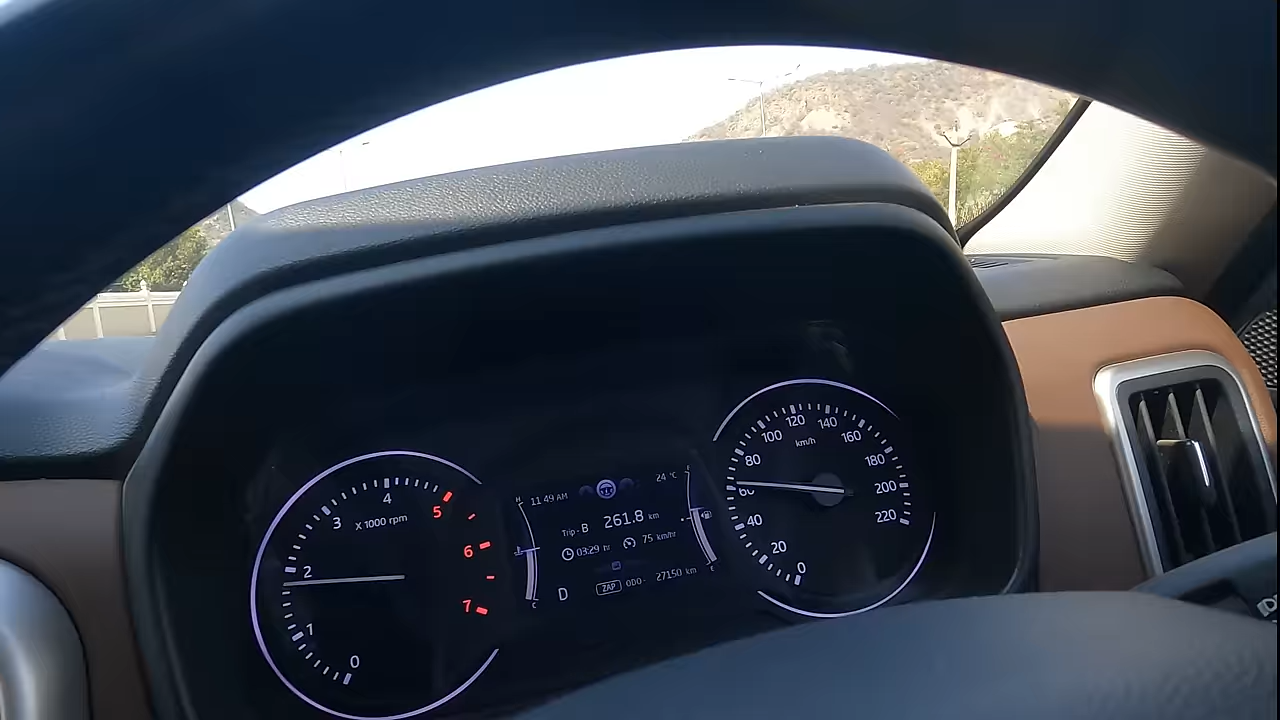 0
1
2
3
4
5
6
7
X 1000 rpm
H
C
11:49 AM
24 °C
Trip - B 261.8 km
03:29 hr 75 km/hr
D
ZAP ODO - 27150 km
F
E
0
20
40
60
80
100
120
140
160
180
200
220
km/h